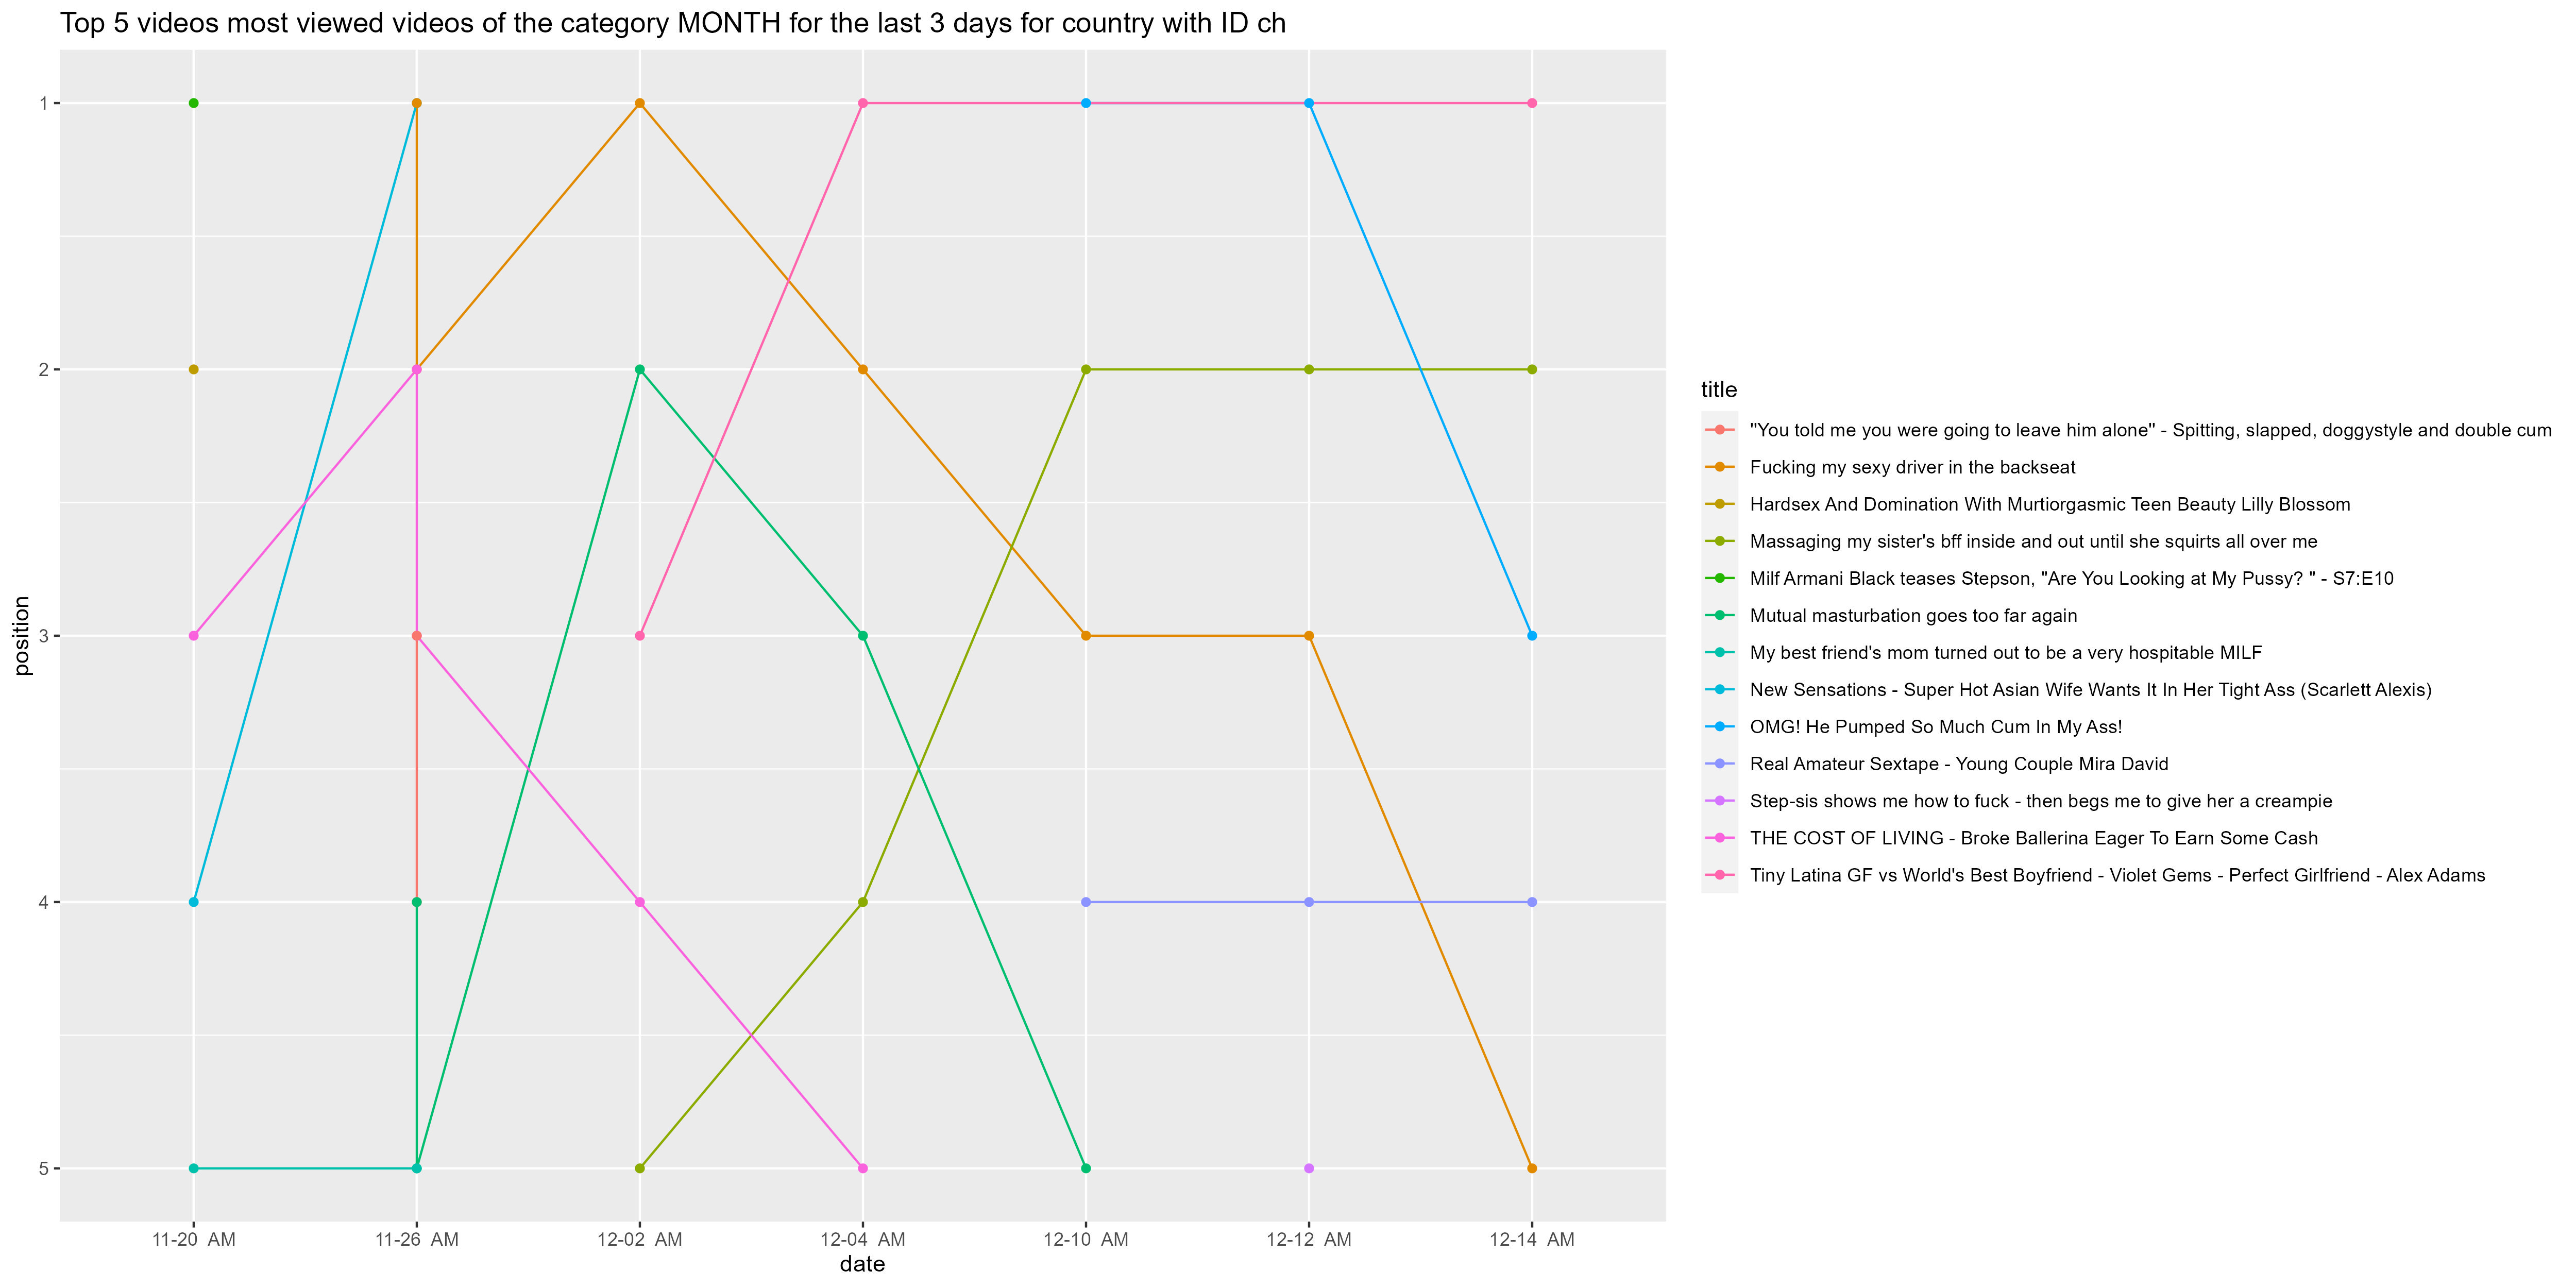 Top 5 videos most viewed videos of the category MONTH for the last 3 days for country with ID ch
1
2
3
4
5
position
11-20 AM
11-26 AM
12-02 AM
12-04 AM
12-10 AM
12-12 AM
12-14 AM
date
title
"You told me you were going to leave him alone" - Spitting, slapped, doggystyle and double cum
Fucking my sexy driver in the backseat
Hardsex And Domination With Murtiorgasmic Teen Beauty Lilly Blossom
Massaging my sister's bff inside and out until she squirts all over me
Milf Armani Black teases Stepson, "Are You Looking at My Pussy? " - S7:E10
Mutual masturbation goes too far again
My best friend's mom turned out to be a very hospitable MILF
New Sensations - Super Hot Asian Wife Wants It In Her Tight Ass (Scarlett Alexis)
OMG! He Pumped So Much Cum In My Ass!
Real Amateur Sextape - Young Couple Mira David
Step-sis shows me how to fuck - then begs me to give her a creampie
THE COST OF LIVING - Broke Ballerina Eager To Earn Some Cash
Tiny Latina GF vs World's Best Boyfriend - Violet Gems - Perfect Girlfriend - Alex Adams